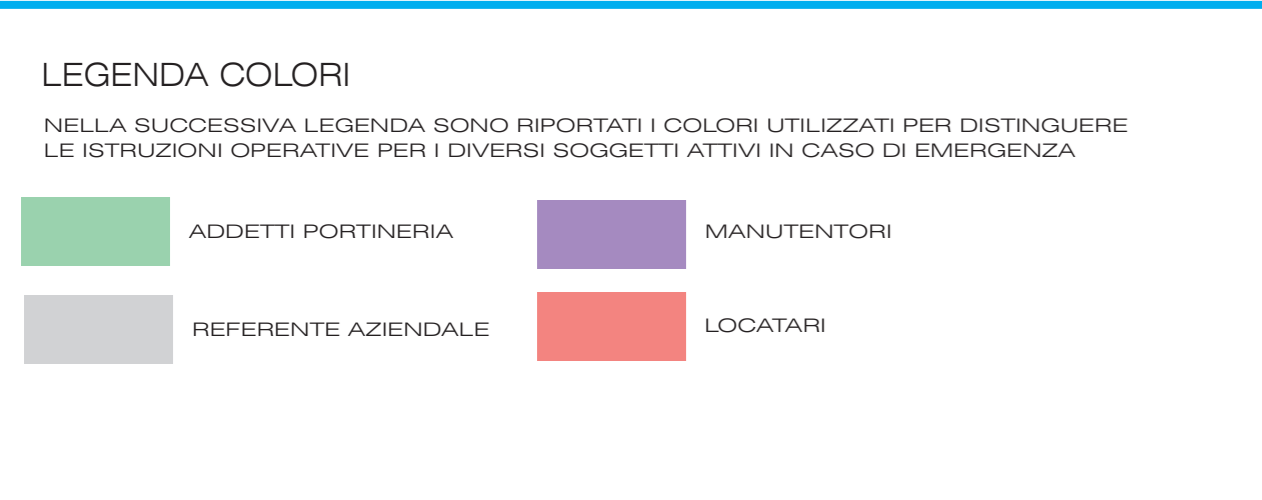 LEGENDA COLORI
NELLA SUCCESSIVA LEGENDA SONO RIPORTATI I COLORI UTILIZZATI PER DISTINGUERE
LE ISTRUZIONI OPERATIVE PER I DIVERSI SOGGETTI ATTIVI IN CASO DI EMERGENZA
ADDETTI PORTINERIA
MANUTENTORI
REFERENTE AZIENDALE
LOCATARI